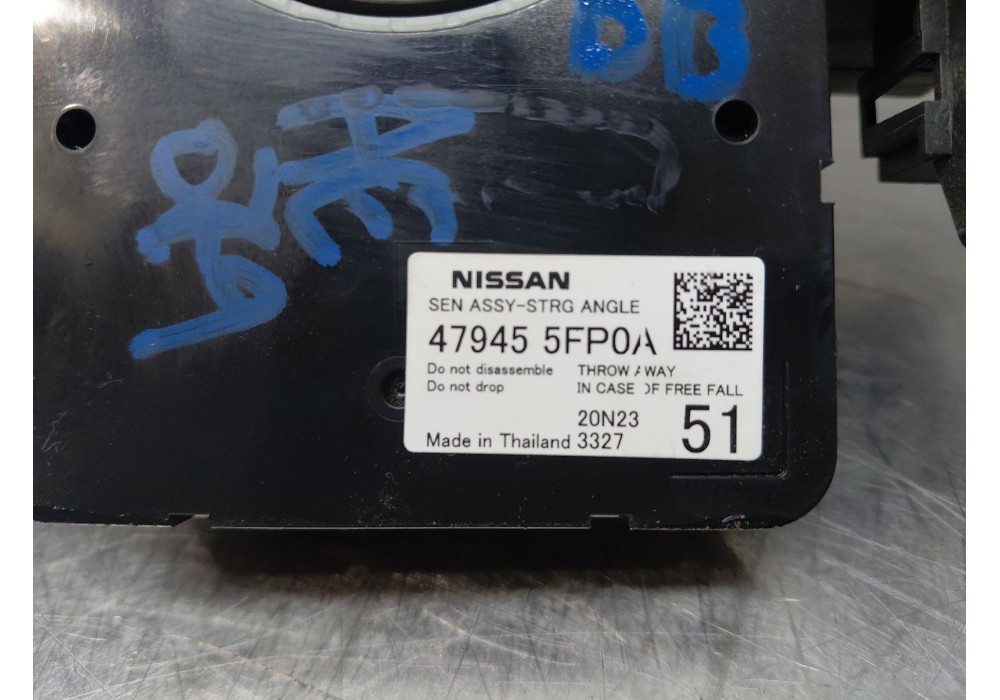 DB
NISSAN
SEN ASSY-STRG ANGLE
47945 5FP0A
Do not disassemble THROW AWAY
Do not drop IN CASE OF FREE FALL
20N23
Made in Thailand 3327 51